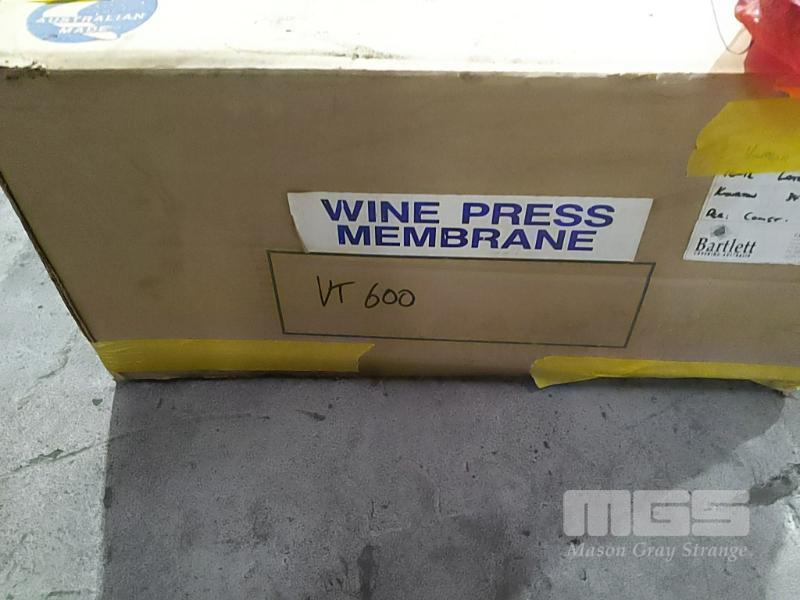 AUSTRALIAN
MADE
WINE PRESS
MEMBRANE
VT 600
Bartlett
MGS
Mason Gray Strange